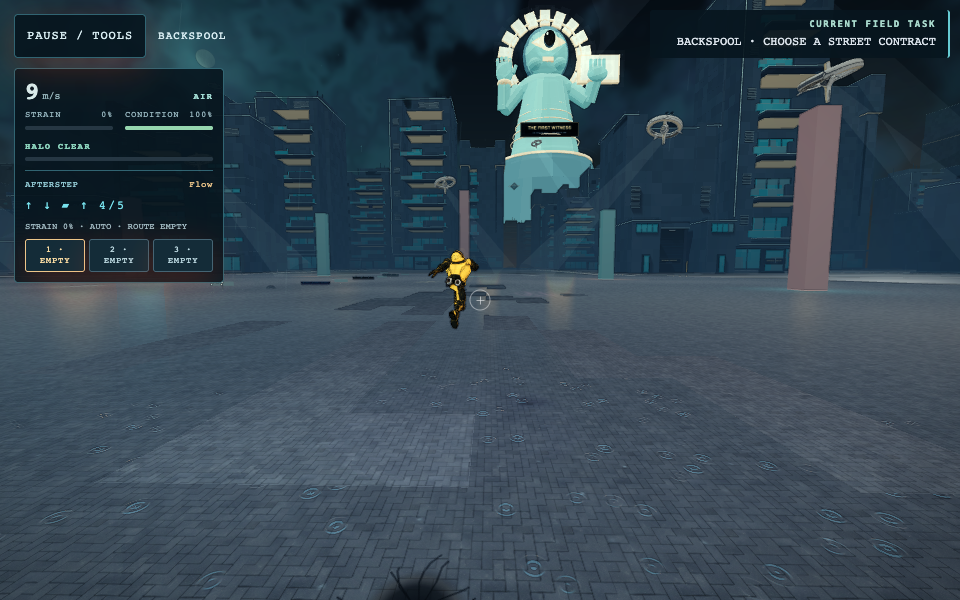 PAUSE / TOOLS
BACKSPOOL
CURRENT FIELD TASK
BACKSPOOL · CHOOSE A STREET CONTRACT
9 m/s
AIR
STRAIN 0%
CONDITION 100%
HALO CLEAR
AFTERSTEP
Flow
↑ ↓ ▰ ↑ 4/5
STRAIN 0% · AUTO · ROUTE EMPTY
1 ·
EMPTY
2 ·
EMPTY
3 ·
EMPTY
THE FIRST WITNESS